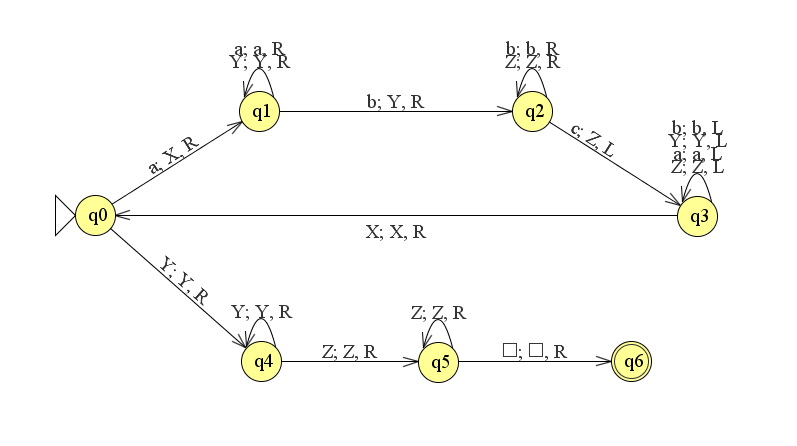 a; a, R
Y; Y, R
q1
b; Y, R
b; b, R
Z; Z, R
q2
a; X, R
c; Z, L
b; b, L
Y; Y, L
a; a, L
Z; Z, L
q0
X; X, R
q3
Y; Y, R
Y; Y, R
q4
Z; Z, R
Z; Z, R
q5
□; □, R
q6